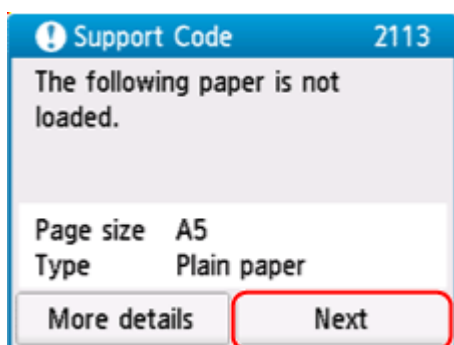 Support Code 2113
The following paper is not
loaded.
Page size A5
Type Plain paper
More details Next